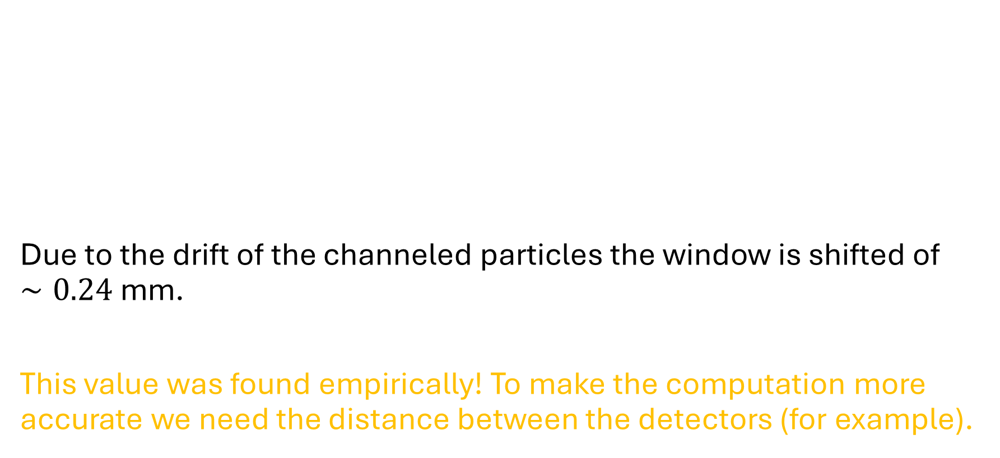 Due to the drift of the channeled particles the window is shifted of
~ 0.24 mm.
This value was found empirically! To make the computation more
accurate we need the distance between the detectors (for example).